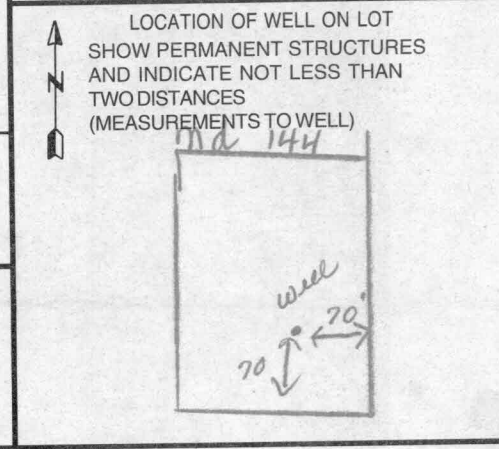 LOCATION OF WELL ON LOT
SHOW PERMANENT STRUCTURES
AND INDICATE NOT LESS THAN
TWO DISTANCES
(MEASUREMENTS TO WELL)
N
Md 144
well
70'
70